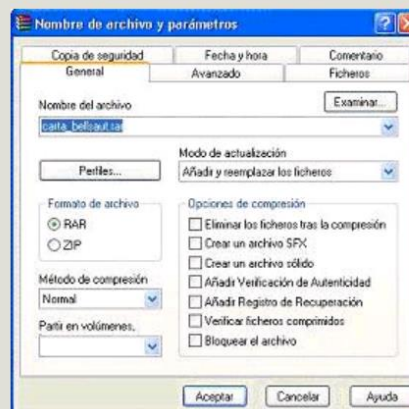 Nombre de archivo y parámetros
Copia de seguridad Fecha y hora Comentario
General Avanzado Ficheros
Nombre del archivo Examinar...
carta_bellsaut.rar
Modo de actualización
Perfiles... Añadir y reemplazar los ficheros
Formato de archivo Opciones de compresión
RAR Eliminar los ficheros tras la compresión
ZIP Crear un archivo SFX
Crear un archivo sólido
Método de compresión Añadir Verificación de Autenticidad
Normal Añadir Registro de Recuperación
Partir en volúmenes, Verificar ficheros comprimidos
Bloquear el archivo
Aceptar Cancelar Ayuda